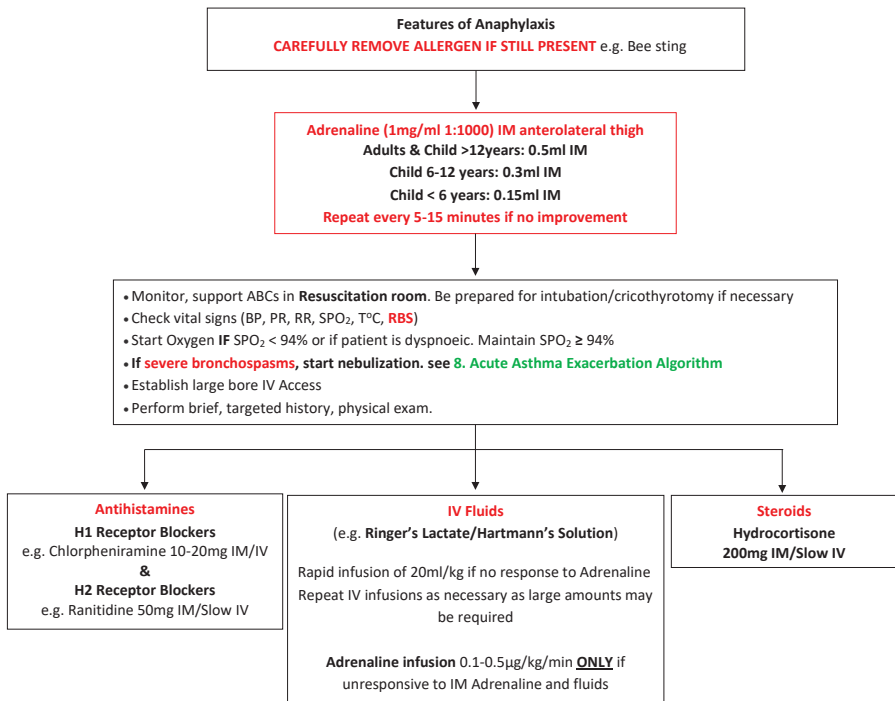 Features of Anaphylaxis
CAREFULLY REMOVE ALLERGEN IF STILL PRESENT e.g. Bee sting
Adrenaline (1mg/ml 1:1000) IM anterolateral thigh
Adults & Child >12years: 0.5ml IM
Child 6-12 years: 0.3ml IM
Child < 6 years: 0.15ml IM
Repeat every 5-15 minutes if no improvement
• Monitor, support ABCs in Resuscitation room. Be prepared for intubation/cricothyrotomy if necessary
• Check vital signs (BP, PR, RR, SPO₂, T°C, RBS)
• Start Oxygen IF SPO₂ < 94% or if patient is dyspnoeic. Maintain SPO₂ ≥ 94%
• If severe bronchospasms, start nebulization. see 8. Acute Asthma Exacerbation Algorithm
• Establish large bore IV Access
• Perform brief, targeted history, physical exam.
Antihistamines
H1 Receptor Blockers
e.g. Chlorpheniramine 10-20mg IM/IV
&
H2 Receptor Blockers
e.g. Ranitidine 50mg IM/Slow IV
IV Fluids
(e.g. Ringer's Lactate/Hartmann's Solution)
Rapid infusion of 20ml/kg if no response to Adrenaline
Repeat IV infusions as necessary as large amounts may
be required
Adrenaline infusion 0.1-0.5µg/kg/min ONLY if
unresponsive to IM Adrenaline and fluids
Steroids
Hydrocortisone
200mg IM/Slow IV